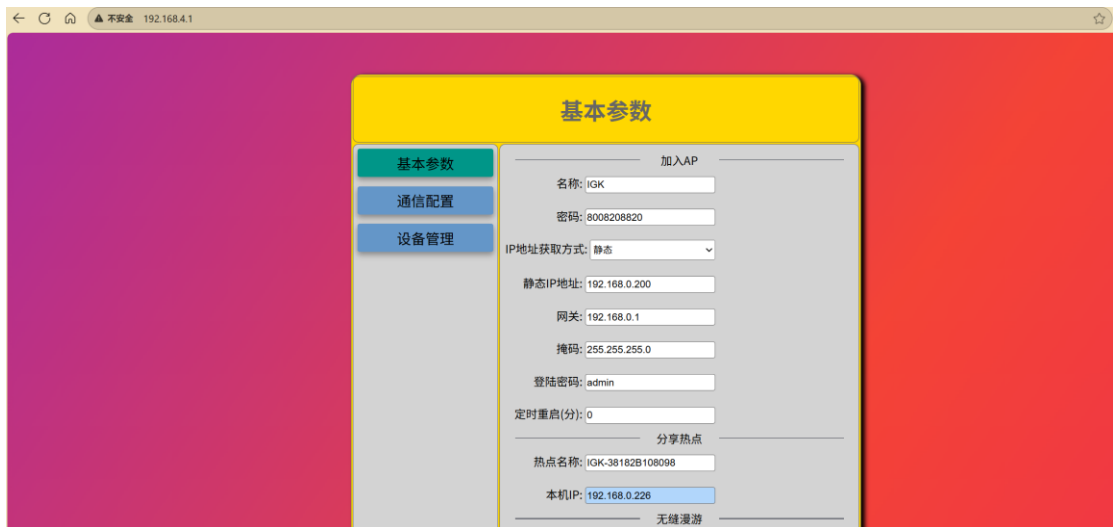 不安全 192.168.4.1
基本参数
基本参数
通信配置
设备管理
加入AP
名称: IGK
密码: 8008208820
IP地址获取方式: 静态
静态IP地址: 192.168.0.200
网关: 192.168.0.1
掩码: 255.255.255.0
登陆密码: admin
定时重启(分): 0
分享热点
热点名称: IGK-38182B108098
本机IP: 192.168.0.226
无缝漫游